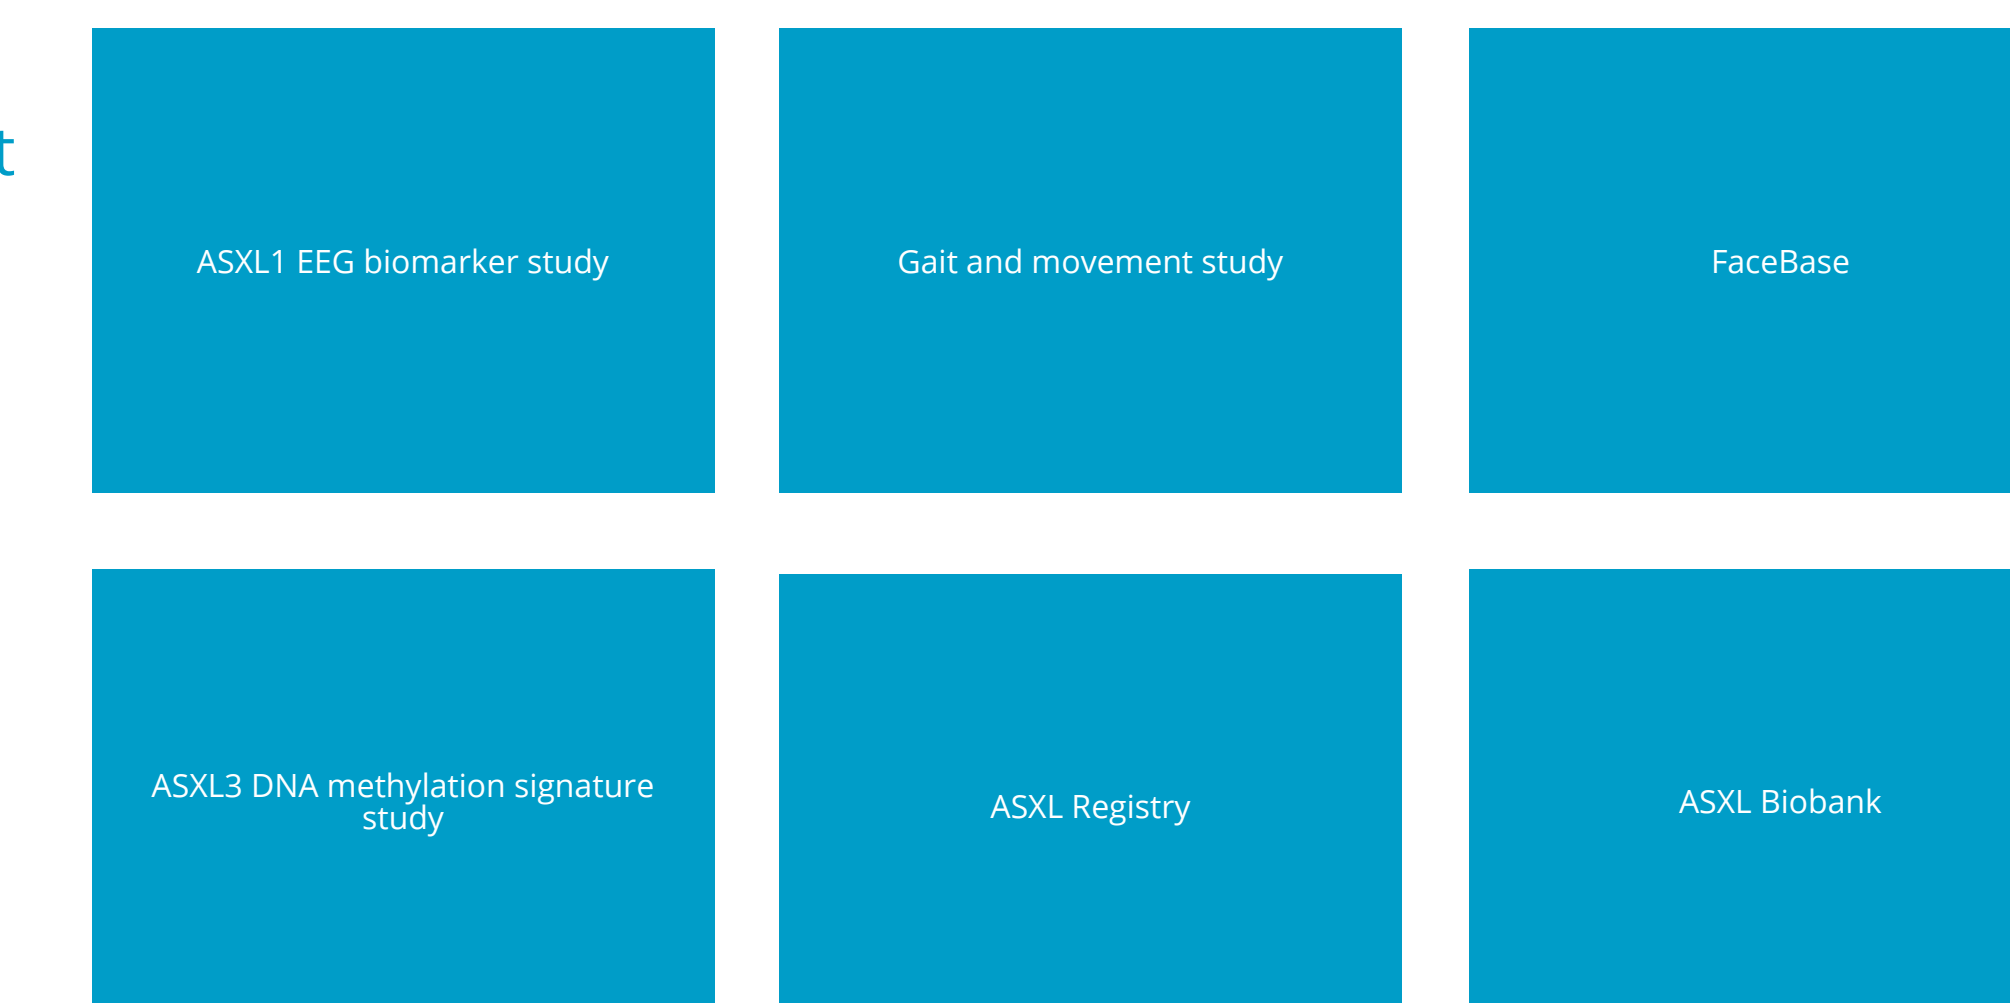 t
ASXL1 EEG biomarker study
Gait and movement study
FaceBase
ASXL3 DNA methylation signature
study
ASXL Registry
ASXL Biobank